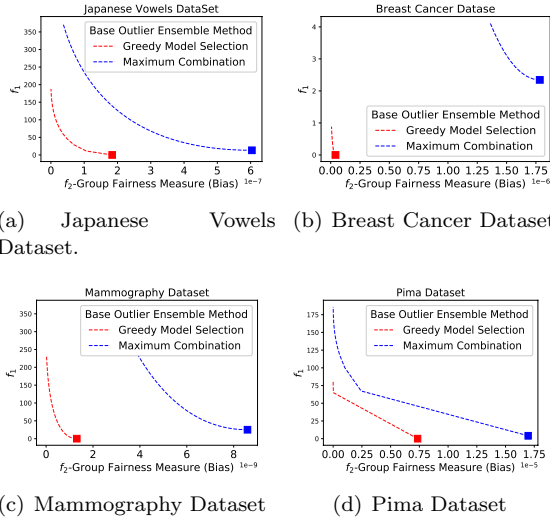 Japanese Vowels DataSet
350
300
250
200
150
100
50
0
f₁
Base Outlier Ensemble Method
Greedy Model Selection
Maximum Combination
0 1 2 3 4 5 6
f₂-Group Fairness Measure (Bias) 1e−7
Breast Cancer Datase
4
3
2
1
0
f₁
Base Outlier Ensemble Method
Greedy Model Selection
Maximum Combination
0.00 0.25 0.50 0.75 1.00 1.25 1.50 1.75
f₂-Group Fairness Measure (Bias) 1e−6
(a) Japanese Vowels
Dataset.
(b) Breast Cancer Dataset
Mammography Dataset
350
300
250
200
150
100
50
0
f₁
Base Outlier Ensemble Method
Greedy Model Selection
Maximum Combination
0 2 4 6 8
f₂-Group Fairness Measure (Bias) 1e−9
Pima Dataset
175
150
125
100
75
50
25
0
f₁
Base Outlier Ensemble Method
Greedy Model Selection
Maximum Combination
0.00 0.25 0.50 0.75 1.00 1.25 1.50 1.75
f₂-Group Fairness Measure (Bias) 1e−5
(c) Mammography Dataset
(d) Pima Dataset